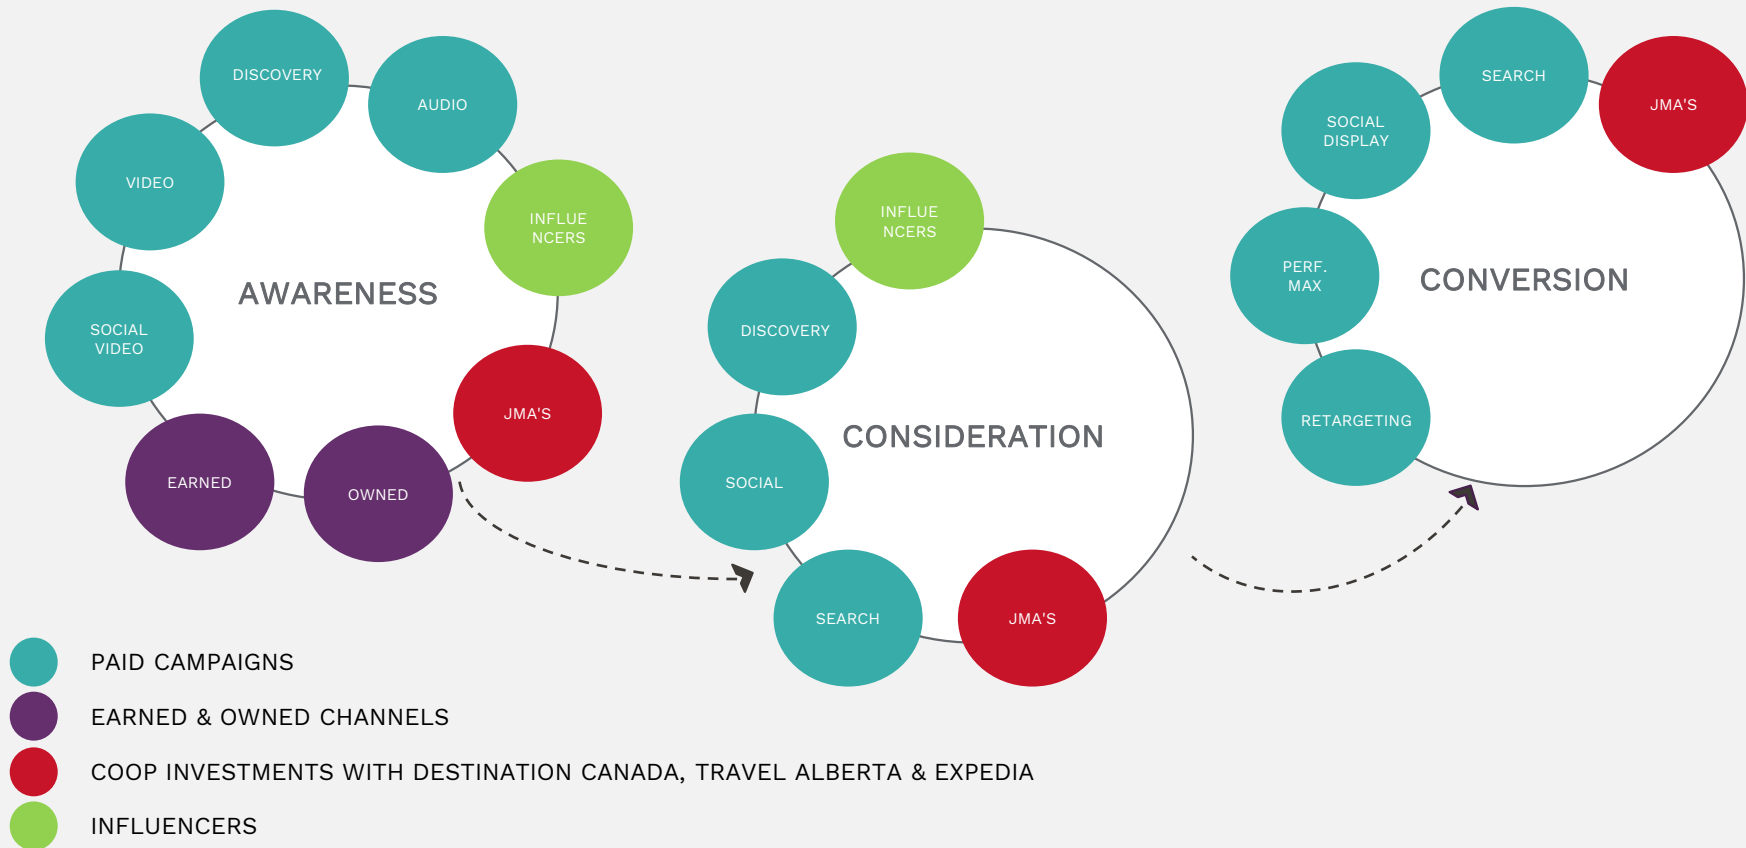 DISCOVERY
AUDIO
VIDEO
INFLUE
NCERS
AWARENESS
SOCIAL
VIDEO
JMA'S
EARNED
OWNED
INFLUE
NCERS
DISCOVERY
CONSIDERATION
SOCIAL
SEARCH
JMA'S
SEARCH
JMA'S
SOCIAL
DISPLAY
PERF.
MAX
CONVERSION
RETARGETING
PAID CAMPAIGNS
EARNED & OWNED CHANNELS
COOP INVESTMENTS WITH DESTINATION CANADA, TRAVEL ALBERTA & EXPEDIA
INFLUENCERS